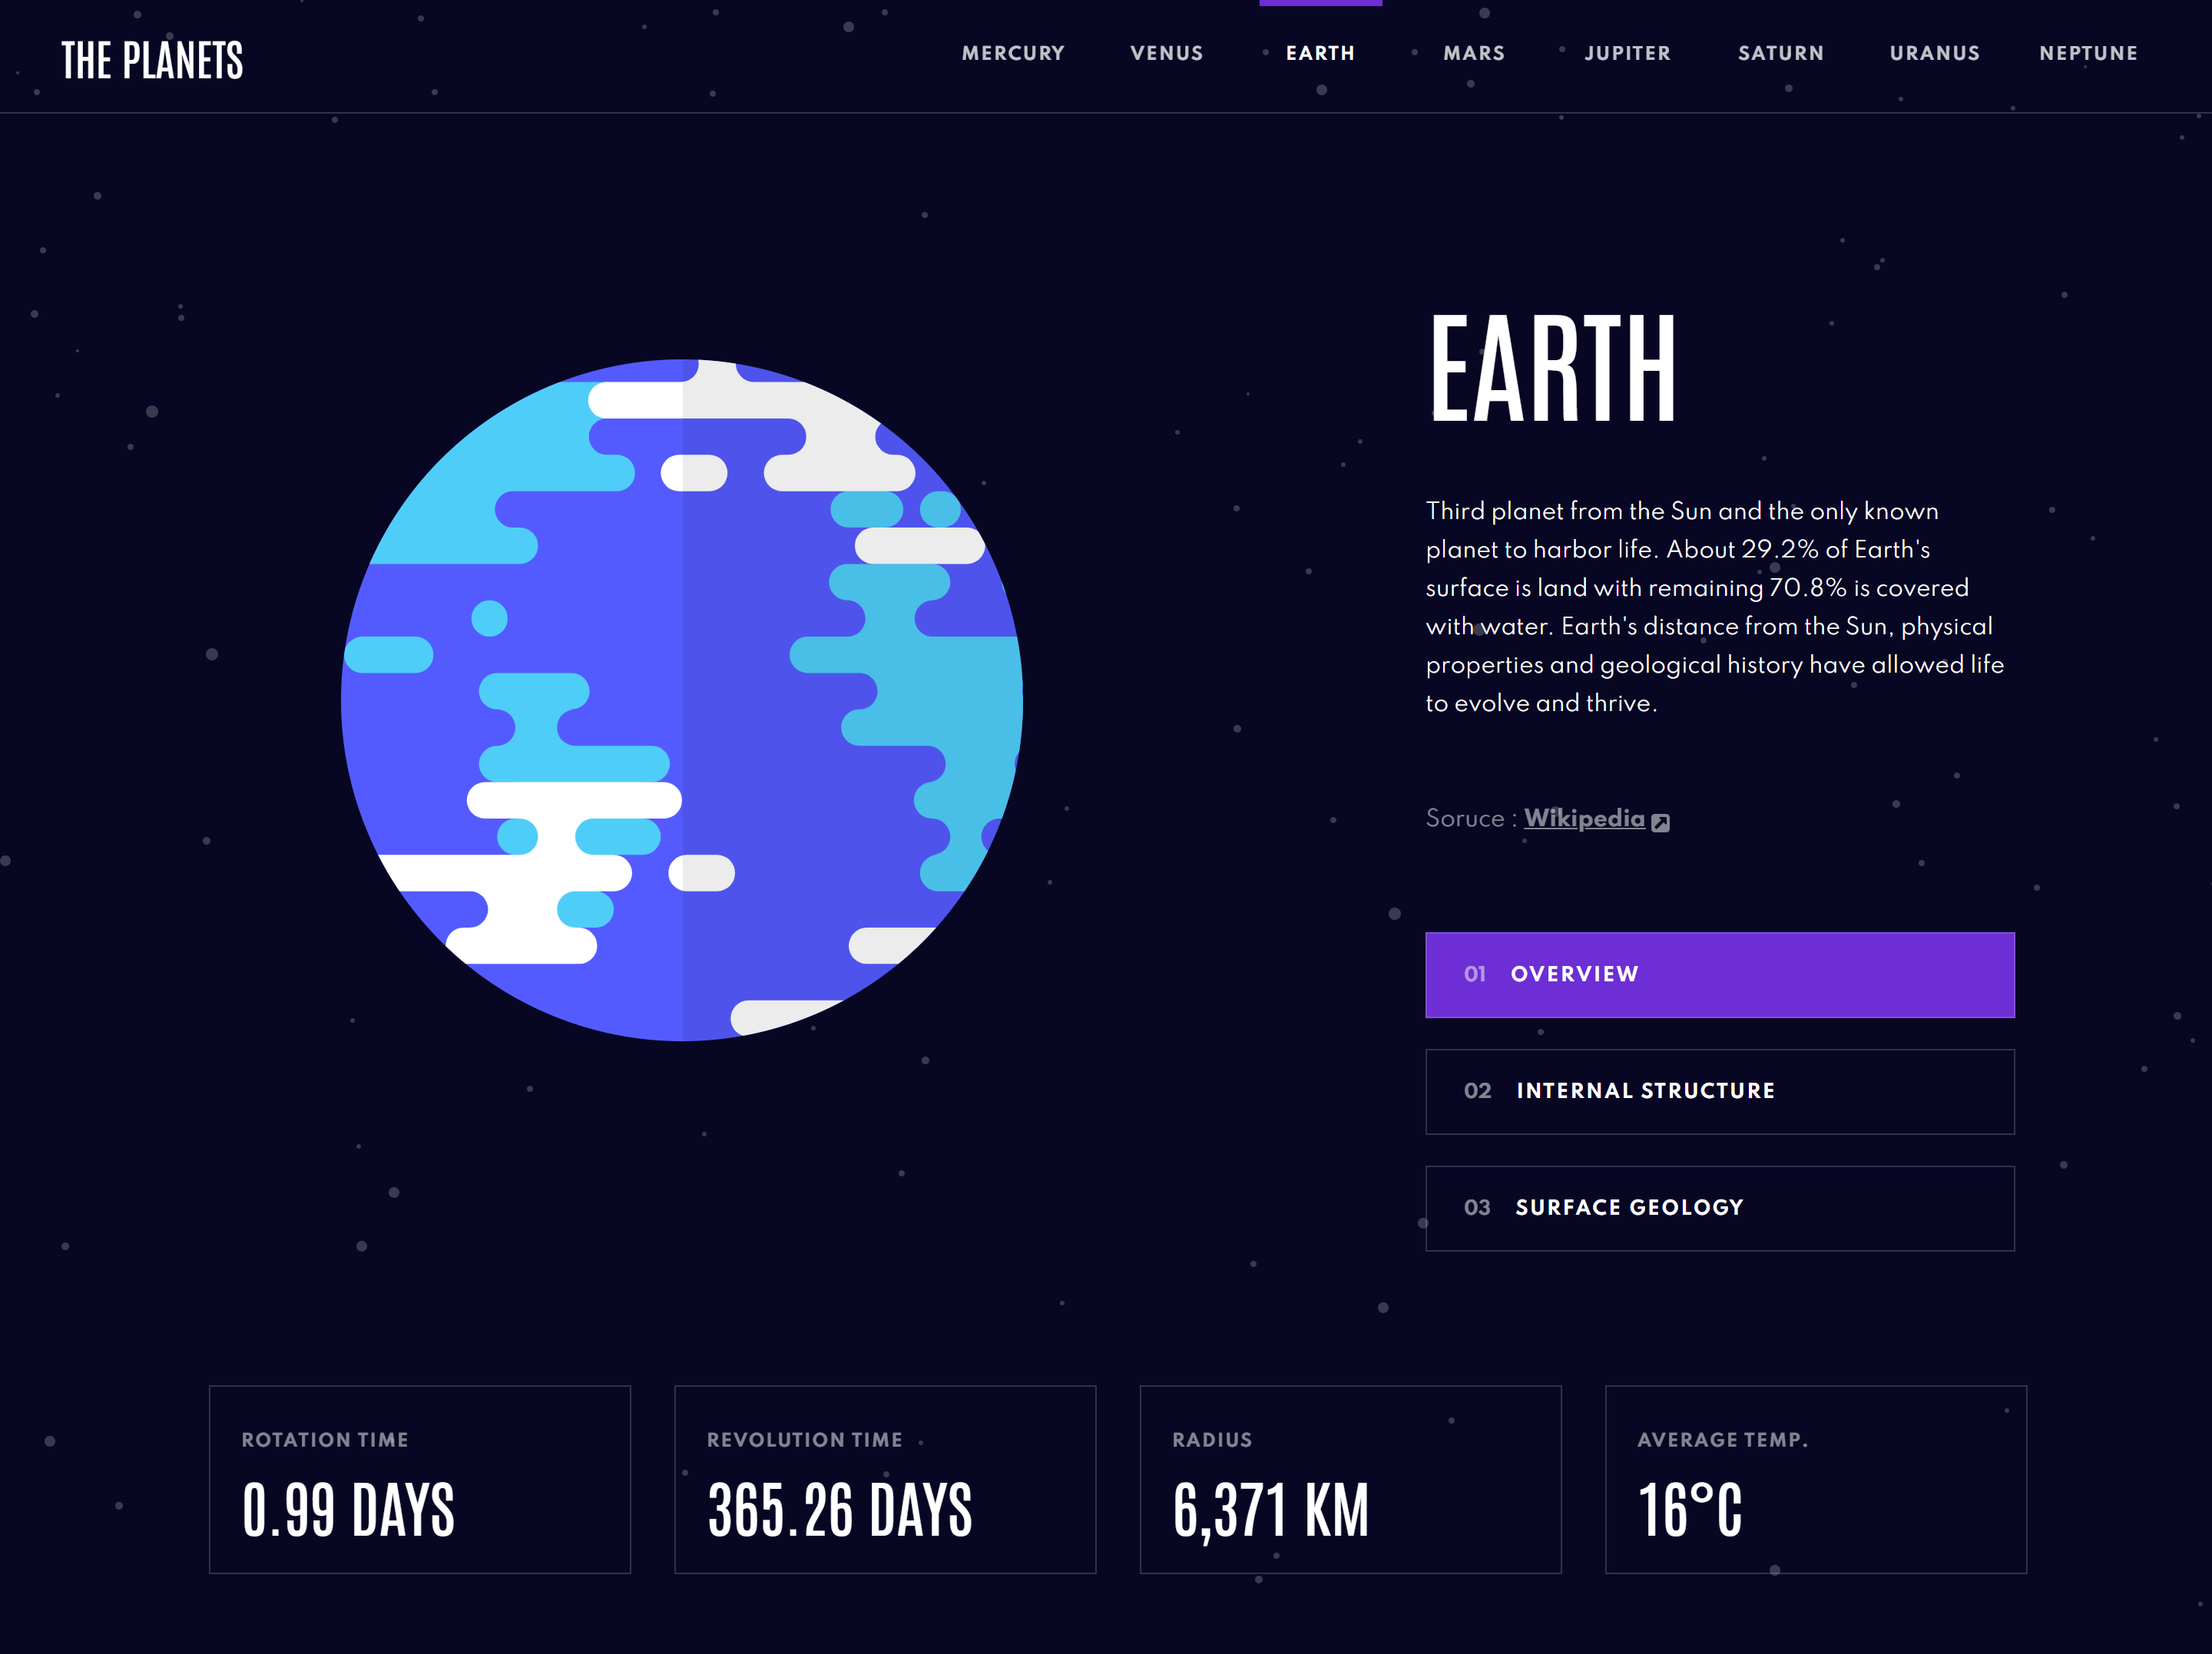 THE PLANETS
MERCURY VENUS EARTH MARS JUPITER SATURN URANUS NEPTUNE
EARTH
Third planet from the Sun and the only known
planet to harbor life. About 29.2% of Earth's
surface is land with remaining 70.8% is covered
with water. Earth's distance from the Sun, physical
properties and geological history have allowed life
to evolve and thrive.
Soruce : Wikipedia
01 OVERVIEW
02 INTERNAL STRUCTURE
03 SURFACE GEOLOGY
ROTATION TIME
0.99 DAYS
REVOLUTION TIME
365.26 DAYS
RADIUS
6,371 KM
AVERAGE TEMP.
16°C